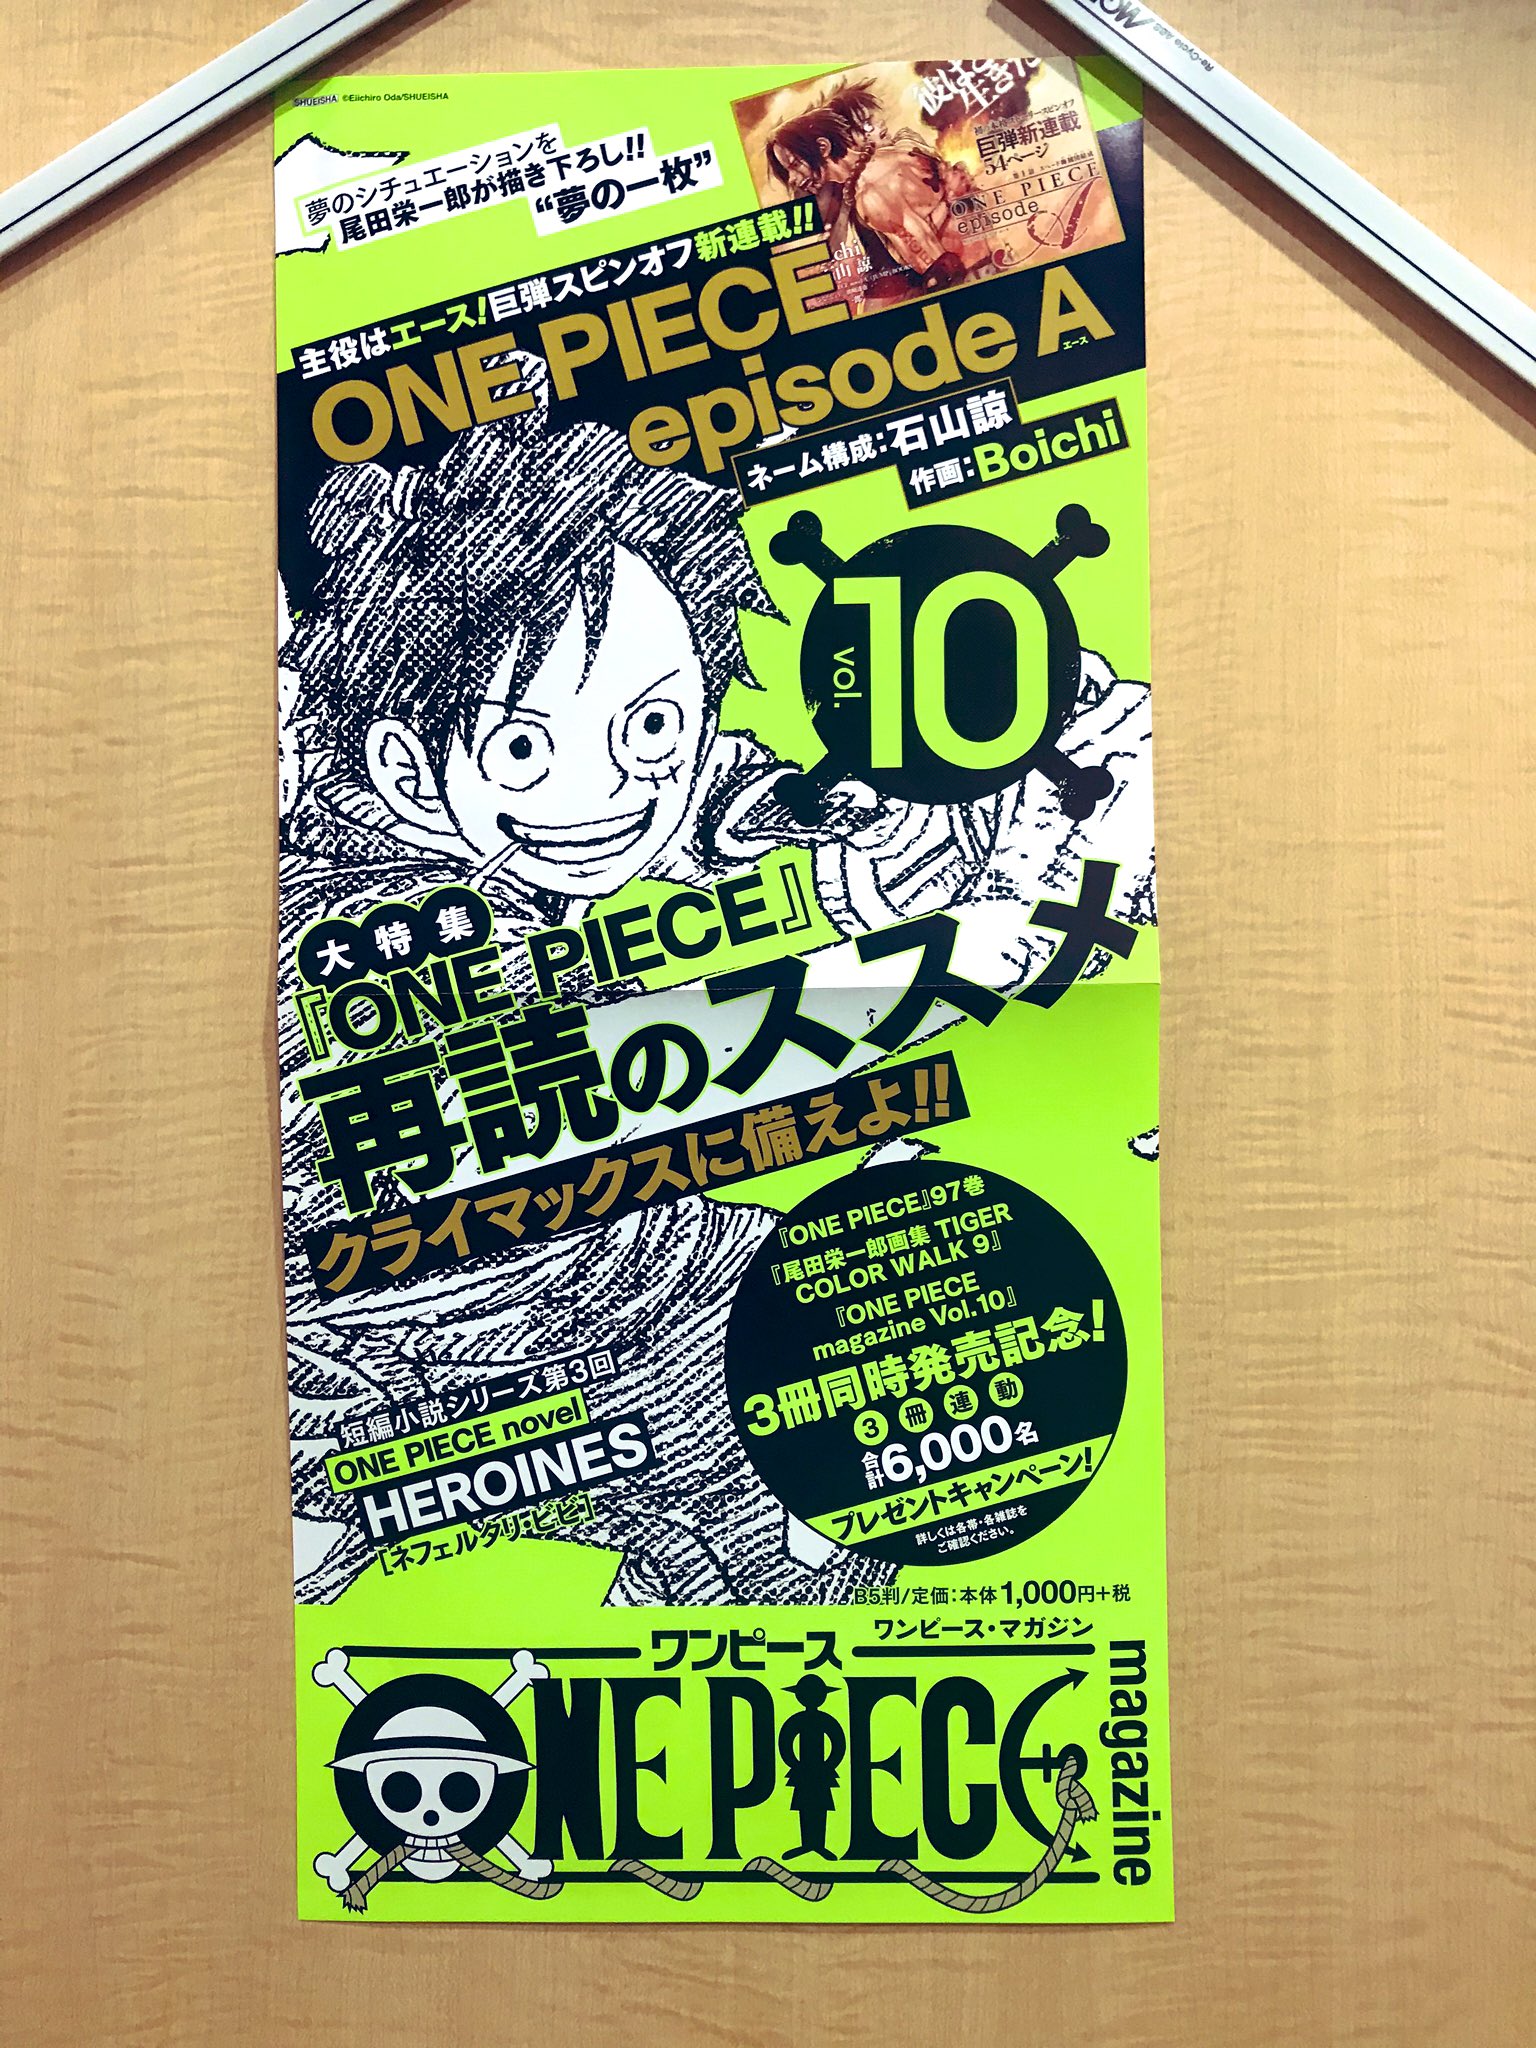 SHUEISHA ©Eiichiro Oda/SHUEISHA
夢のシチュエーションを
尾田栄一郎が描き下ろし!!
“夢の一枚”
巨弾新連載
54ページ
ONE PIECE
episode
A
主役はエース!巨弾スピンオフ新連載!!
ONE PIECE
episode A
エース
ネーム構成:石山諒
作画:Boichi
vol.10
大特集
『ONE PIECE』
再読のススメ
クライマックスに備えよ!!
『ONE PIECE』97巻
『尾田栄一郎画集 TIGER
COLOR WALK 9』
『ONE PIECE
magazine Vol.10』
3冊同時発売記念!
3冊連動
合計6,000名
プレゼントキャンペーン!
詳しくは各帯・各雑誌を
ご確認ください。
短編小説シリーズ第3回
ONE PIECE novel
HEROINES
[ネフェルタリ・ビビ]
B5判/定価:本体1,000円+税
ワンピース・マガジン
ワンピース
ONE PIECE
magazine
Re-Cycle ABS